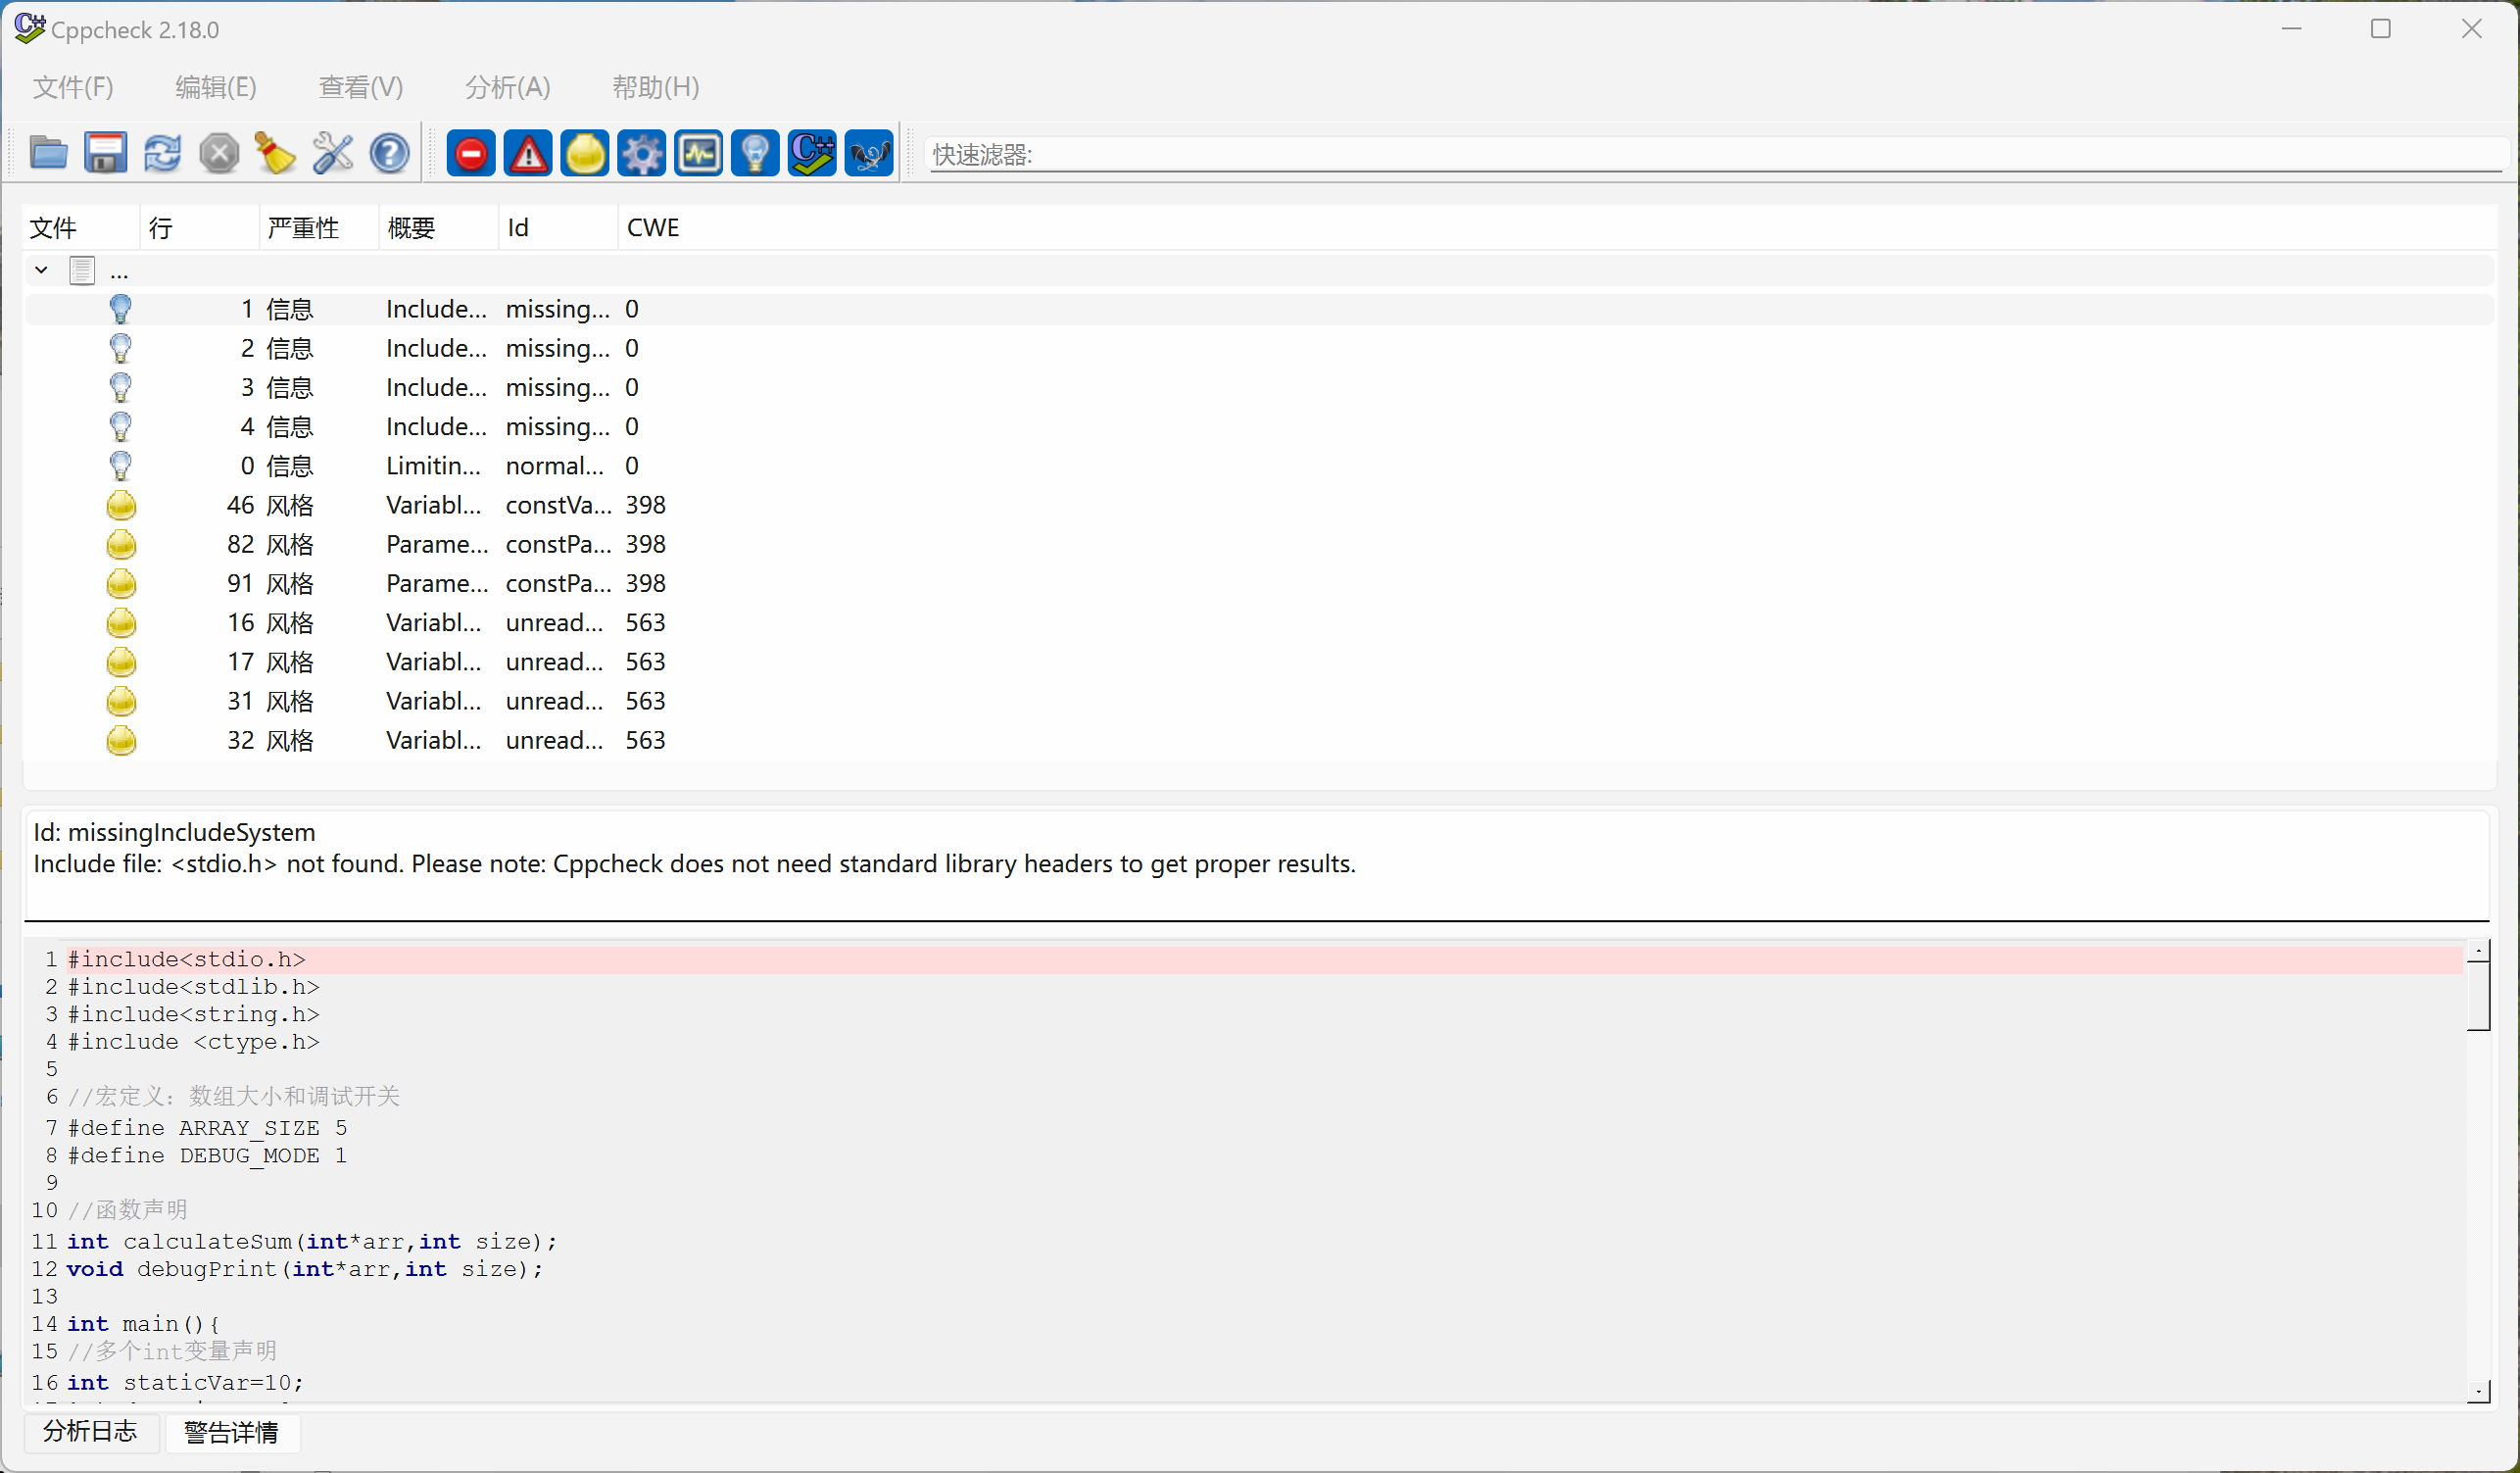 Cppcheck 2.18.0
文件(F) 编辑(E) 查看(V) 分析(A) 帮助(H)
快速滤器:
文件 行 严重性 概要 Id CWE
...
1 信息 Include... missing... 0
2 信息 Include... missing... 0
3 信息 Include... missing... 0
4 信息 Include... missing... 0
0 信息 Limitin... normal... 0
46 风格 Variabl... constVa... 398
82 风格 Parame... constPa... 398
91 风格 Parame... constPa... 398
16 风格 Variabl... unread... 563
17 风格 Variabl... unread... 563
31 风格 Variabl... unread... 563
32 风格 Variabl... unread... 563
Id: missingIncludeSystem
Include file: <stdio.h> not found. Please note: Cppcheck does not need standard library headers to get proper results.
1 #include<stdio.h>
2 #include<stdlib.h>
3 #include<string.h>
4 #include <ctype.h>
5
6 //宏定义：数组大小和调试开关
7 #define ARRAY_SIZE 5
8 #define DEBUG_MODE 1
9
10 //函数声明
11 int calculateSum(int*arr,int size);
12 void debugPrint(int*arr,int size);
13
14 int main(){
15 //多个int变量声明
16 int staticVar=10;
分析日志 警告详情